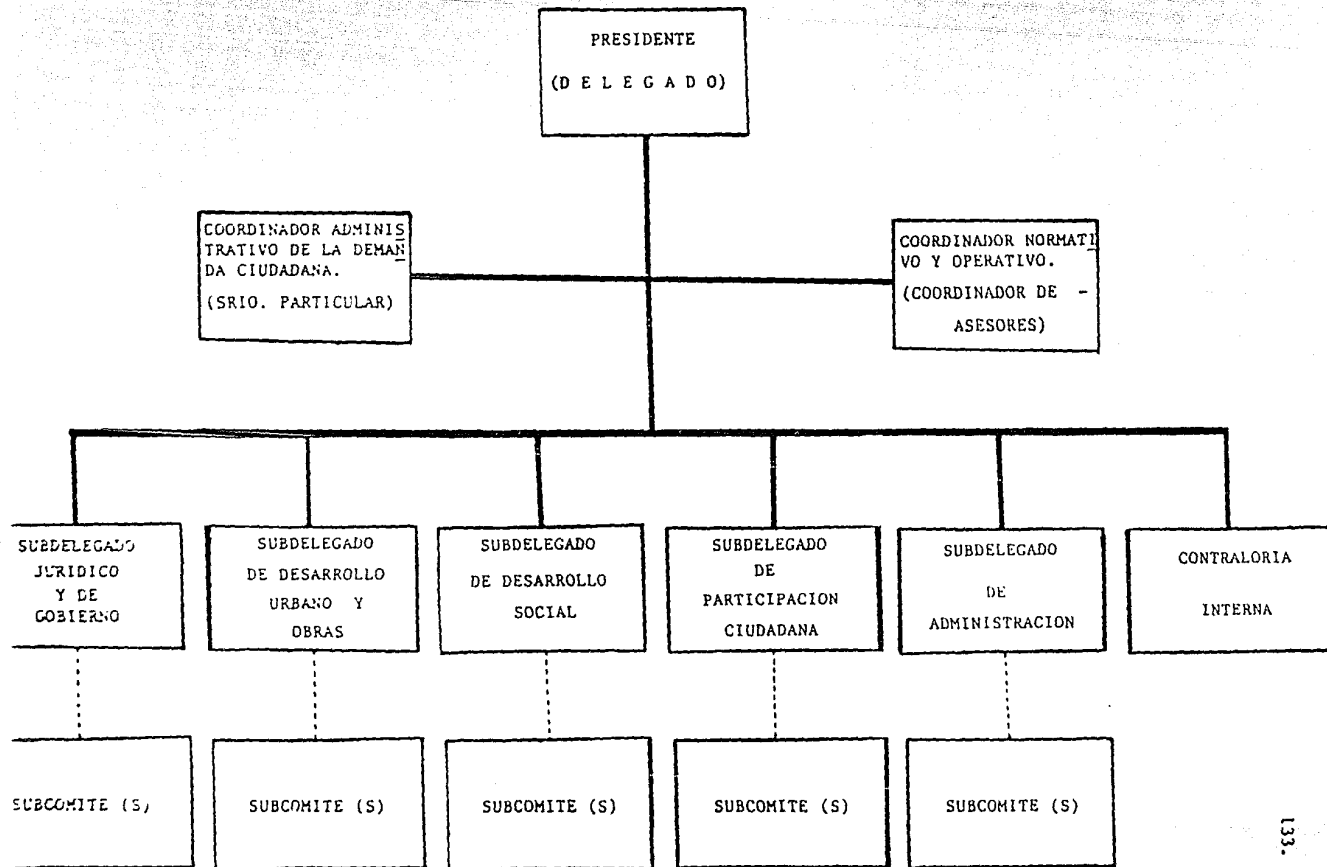 PRESIDENTE
(D E L E G A D O)
COORDINADOR ADMINIS
TRATIVO DE LA DEMAN
DA CIUDADANA.
(SRIO. PARTICULAR)
COORDINADOR NORMATI
VO Y OPERATIVO.
(COORDINADOR DE -
ASESORES)
SUBDELEGADO
JURIDICO
Y DE
GOBIERNO
SUBDELEGADO
DE DESARROLLO
URBANO Y
OBRAS
SUBDELEGADO
DE DESARROLLO
SOCIAL
SUBDELEGADO
DE
PARTICIPACION
CIUDADANA
SUBDELEGADO
DE
ADMINISTRACION
CONTRALORIA
INTERNA
SUBCOMITE (S)
SUBCOMITE (S)
SUBCOMITE (S)
SUBCOMITE (S)
SUBCOMITE (S)
133.